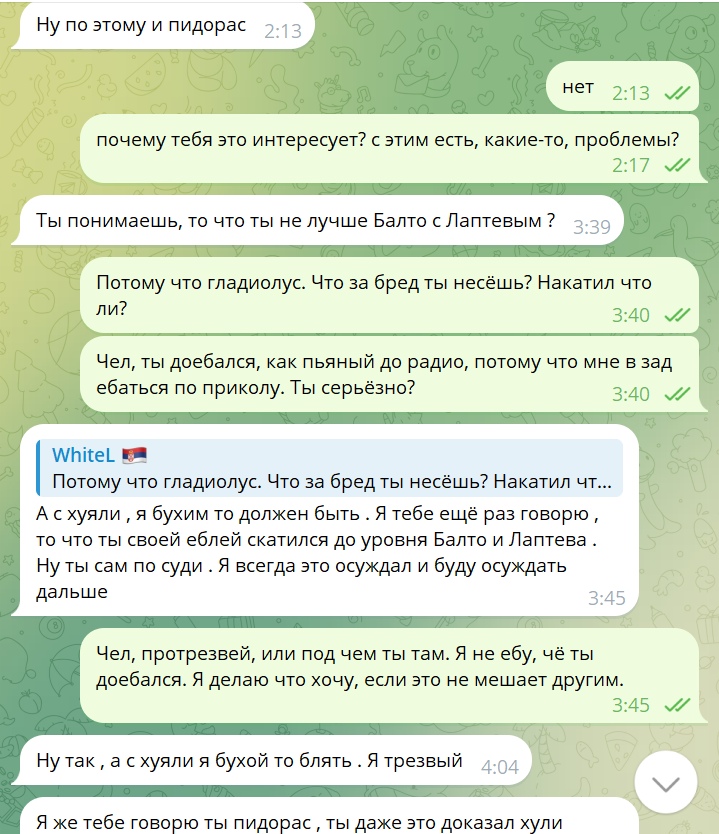 Ну по этому и пидорас 2:13
нет 2:13
почему тебя это интересует? с этим есть, какие-то, проблемы?
2:17
Ты понимаешь, то что ты не лучше Балто с Лаптевым ? 3:39
Потому что гладиолус. Что за бред ты несёшь? Накатил что
ли? 3:40
Чел, ты доебался, как пьяный до радио, потому что мне в зад
ебаться по приколу. Ты серьёзно? 3:40
WhiteL 🇷🇸
Потому что гладиолус. Что за бред ты несёшь? Накатил чт...
А с хуяли , я бухим то должен быть . Я тебе ещё раз говорю ,
то что ты своей еблей скатился до уровня Балто и Лаптева .
Ну ты сам по суди . Я всегда это осуждал и буду осуждать
дальше 3:45
Чел, протрезвей, или под чем ты там. Я не ебу, чё ты
доебался. Я делаю что хочу, если это не мешает другим.
3:45
Ну так , а с хуяли я бухой то блять . Я трезвый 4:04
Я же тебе говорю ты пидорас , ты даже это доказал хули